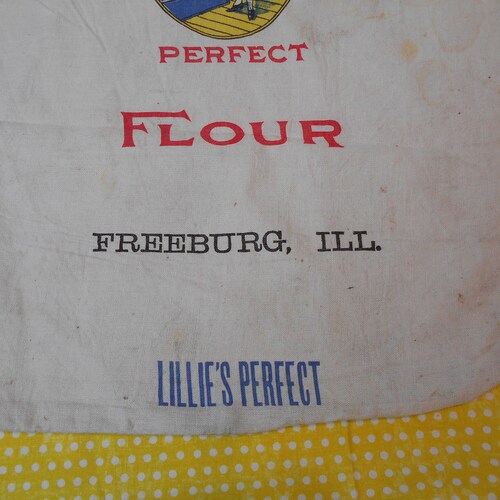 PERFECT
FLOUR
FREEBURG, ILL.
LILLIE'S PERFECT